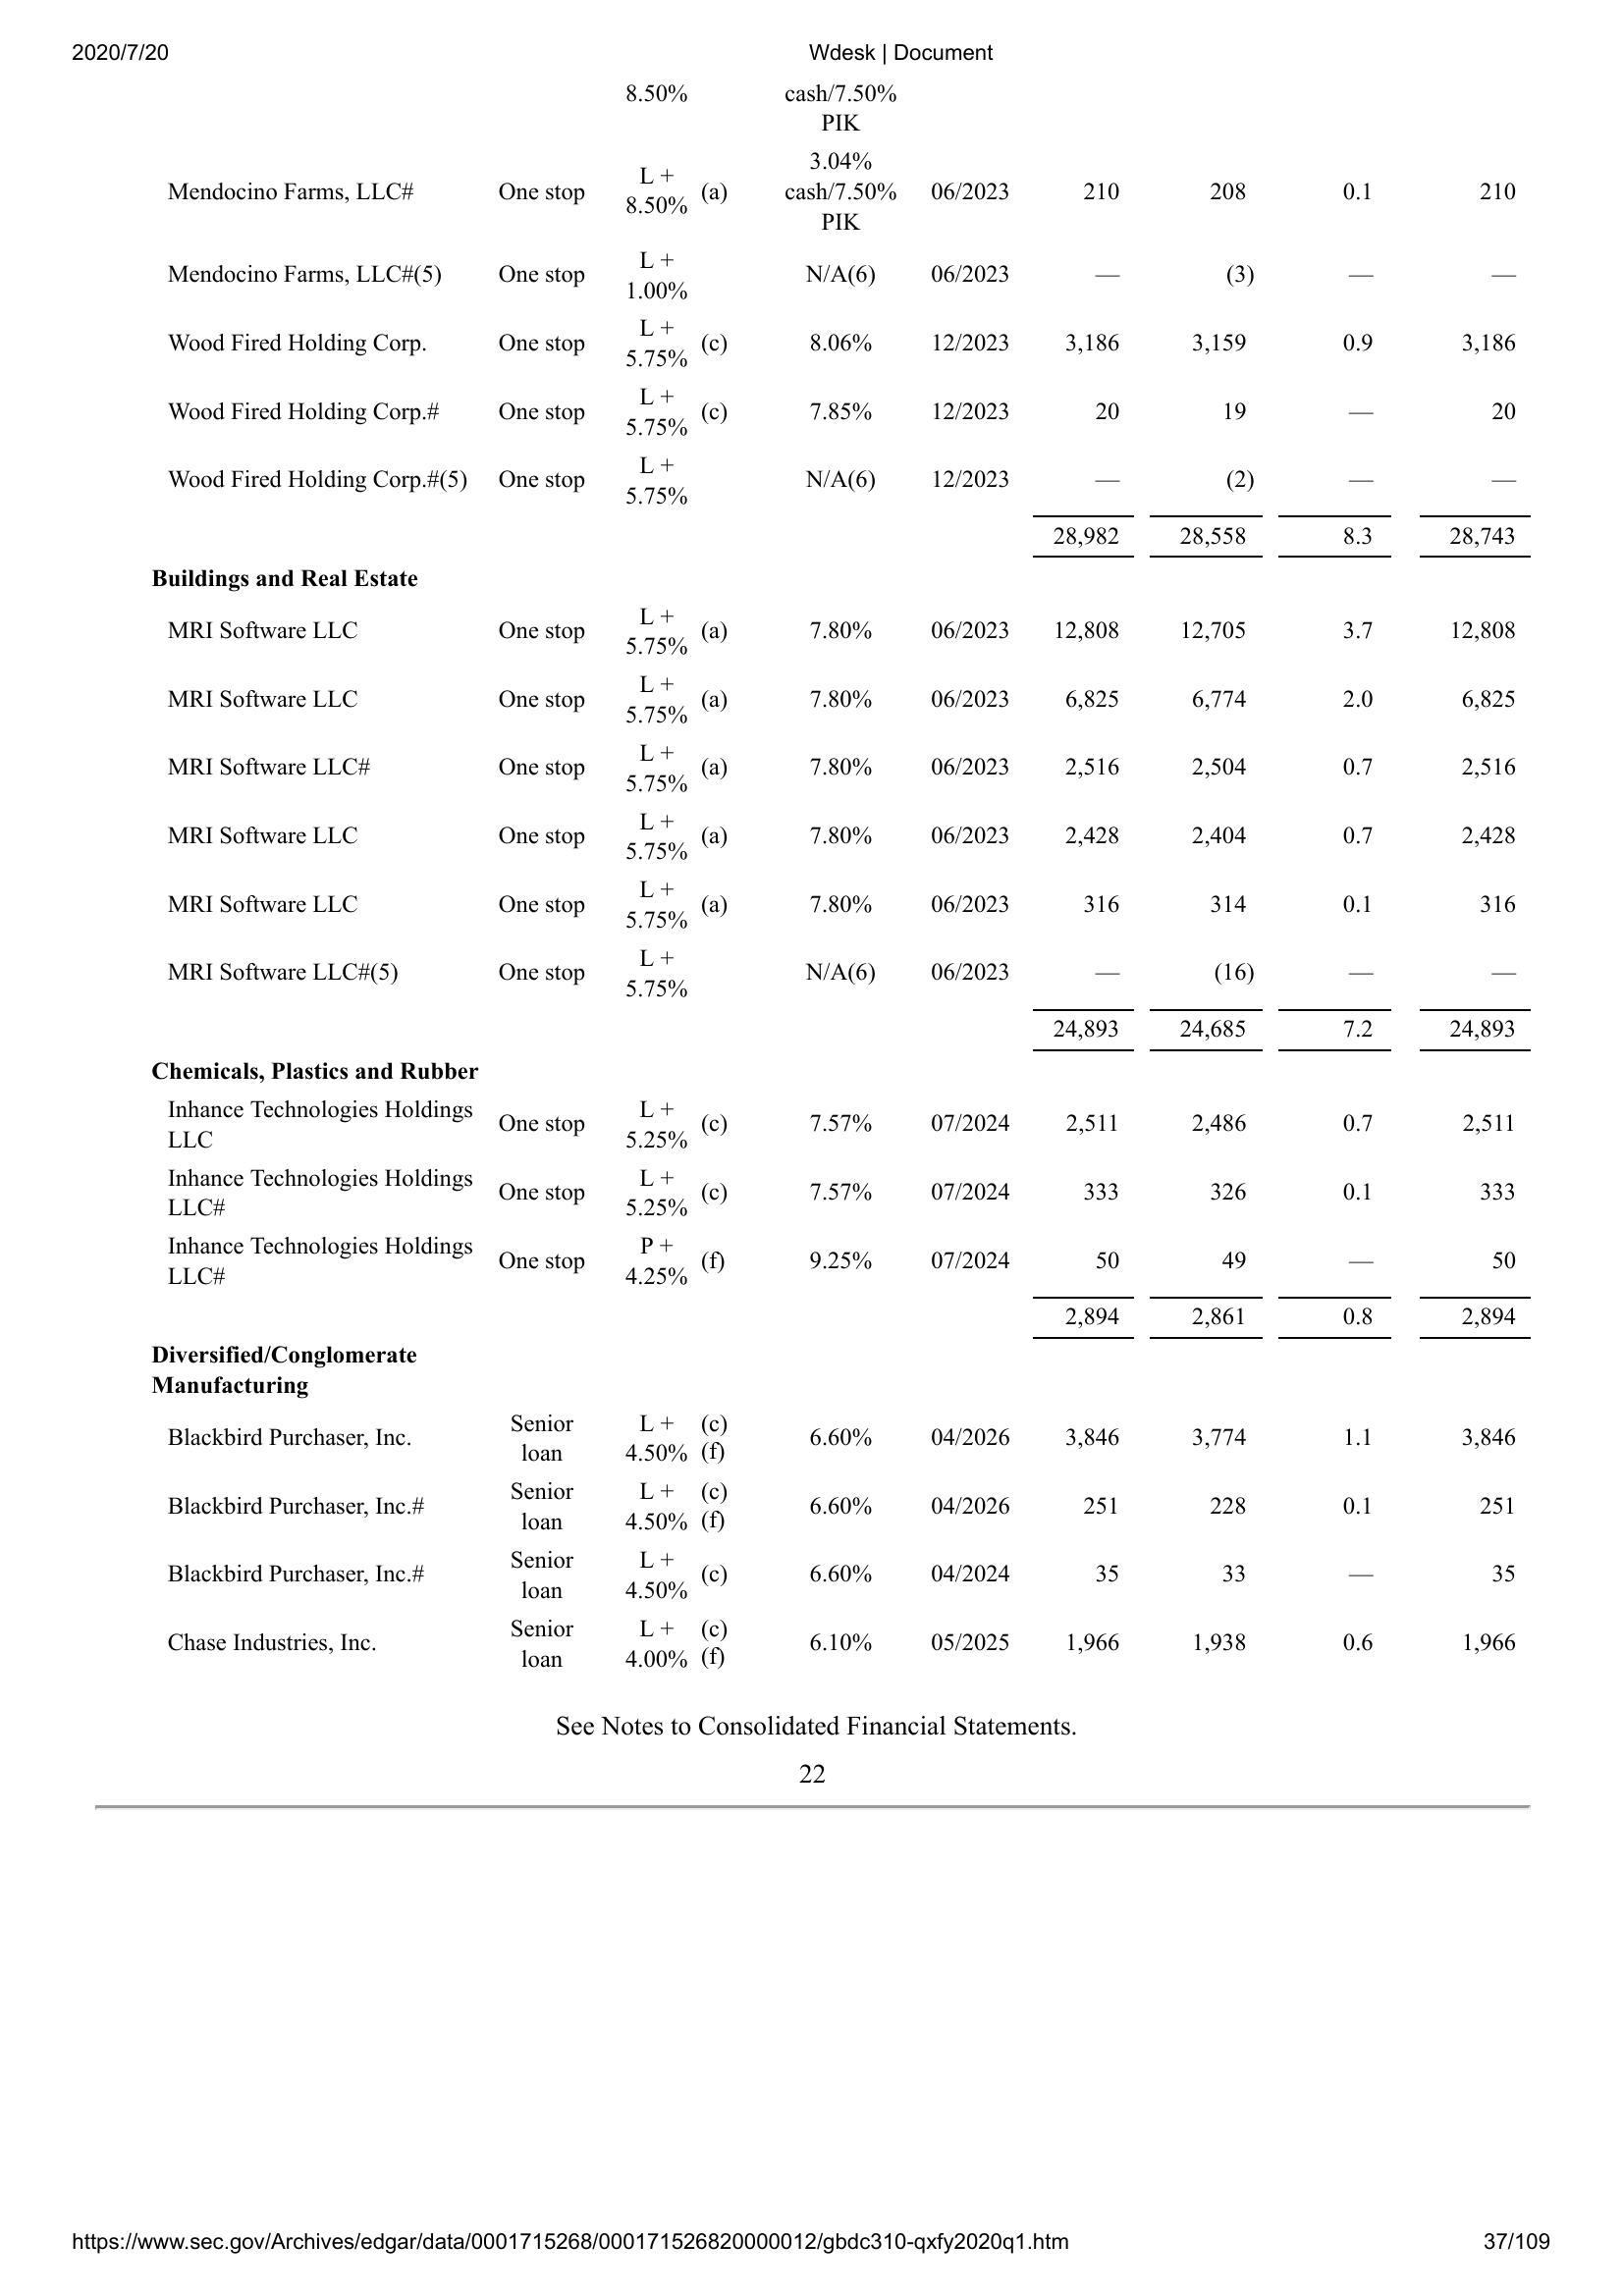 2020/7/20 Wdesk | Document
8.50% cash/7.50% PIK
Mendocino Farms, LLC# One stop L + 8.50% (a) 3.04% cash/7.50% PIK 06/2023 210 208 0.1 210
Mendocino Farms, LLC#(5) One stop L + 1.00% N/A(6) 06/2023 — (3) — —
Wood Fired Holding Corp. One stop L + 5.75% (c) 8.06% 12/2023 3,186 3,159 0.9 3,186
Wood Fired Holding Corp.# One stop L + 5.75% (c) 7.85% 12/2023 20 19 — 20
Wood Fired Holding Corp.#(5) One stop L + 5.75% N/A(6) 12/2023 — (2) — —
28,982 28,558 8.3 28,743
Buildings and Real Estate
MRI Software LLC One stop L + 5.75% (a) 7.80% 06/2023 12,808 12,705 3.7 12,808
MRI Software LLC One stop L + 5.75% (a) 7.80% 06/2023 6,825 6,774 2.0 6,825
MRI Software LLC# One stop L + 5.75% (a) 7.80% 06/2023 2,516 2,504 0.7 2,516
MRI Software LLC One stop L + 5.75% (a) 7.80% 06/2023 2,428 2,404 0.7 2,428
MRI Software LLC One stop L + 5.75% (a) 7.80% 06/2023 316 314 0.1 316
MRI Software LLC#(5) One stop L + 5.75% N/A(6) 06/2023 — (16) — —
24,893 24,685 7.2 24,893
Chemicals, Plastics and Rubber
Inhance Technologies Holdings LLC One stop L + 5.25% (c) 7.57% 07/2024 2,511 2,486 0.7 2,511
Inhance Technologies Holdings LLC# One stop L + 5.25% (c) 7.57% 07/2024 333 326 0.1 333
Inhance Technologies Holdings LLC# One stop P + 4.25% (f) 9.25% 07/2024 50 49 — 50
2,894 2,861 0.8 2,894
Diversified/Conglomerate
Manufacturing
Blackbird Purchaser, Inc. Senior loan L + 4.50% (c) (f) 6.60% 04/2026 3,846 3,774 1.1 3,846
Blackbird Purchaser, Inc.# Senior loan L + 4.50% (c) (f) 6.60% 04/2026 251 228 0.1 251
Blackbird Purchaser, Inc.# Senior loan L + 4.50% (c) 6.60% 04/2024 35 33 — 35
Chase Industries, Inc. Senior loan L + 4.00% (c) (f) 6.10% 05/2025 1,966 1,938 0.6 1,966
See Notes to Consolidated Financial Statements.
22
https://www.sec.gov/Archives/edgar/data/0001715268/000171526820000012/gbdc310-qxfy2020q1.htm 37/109